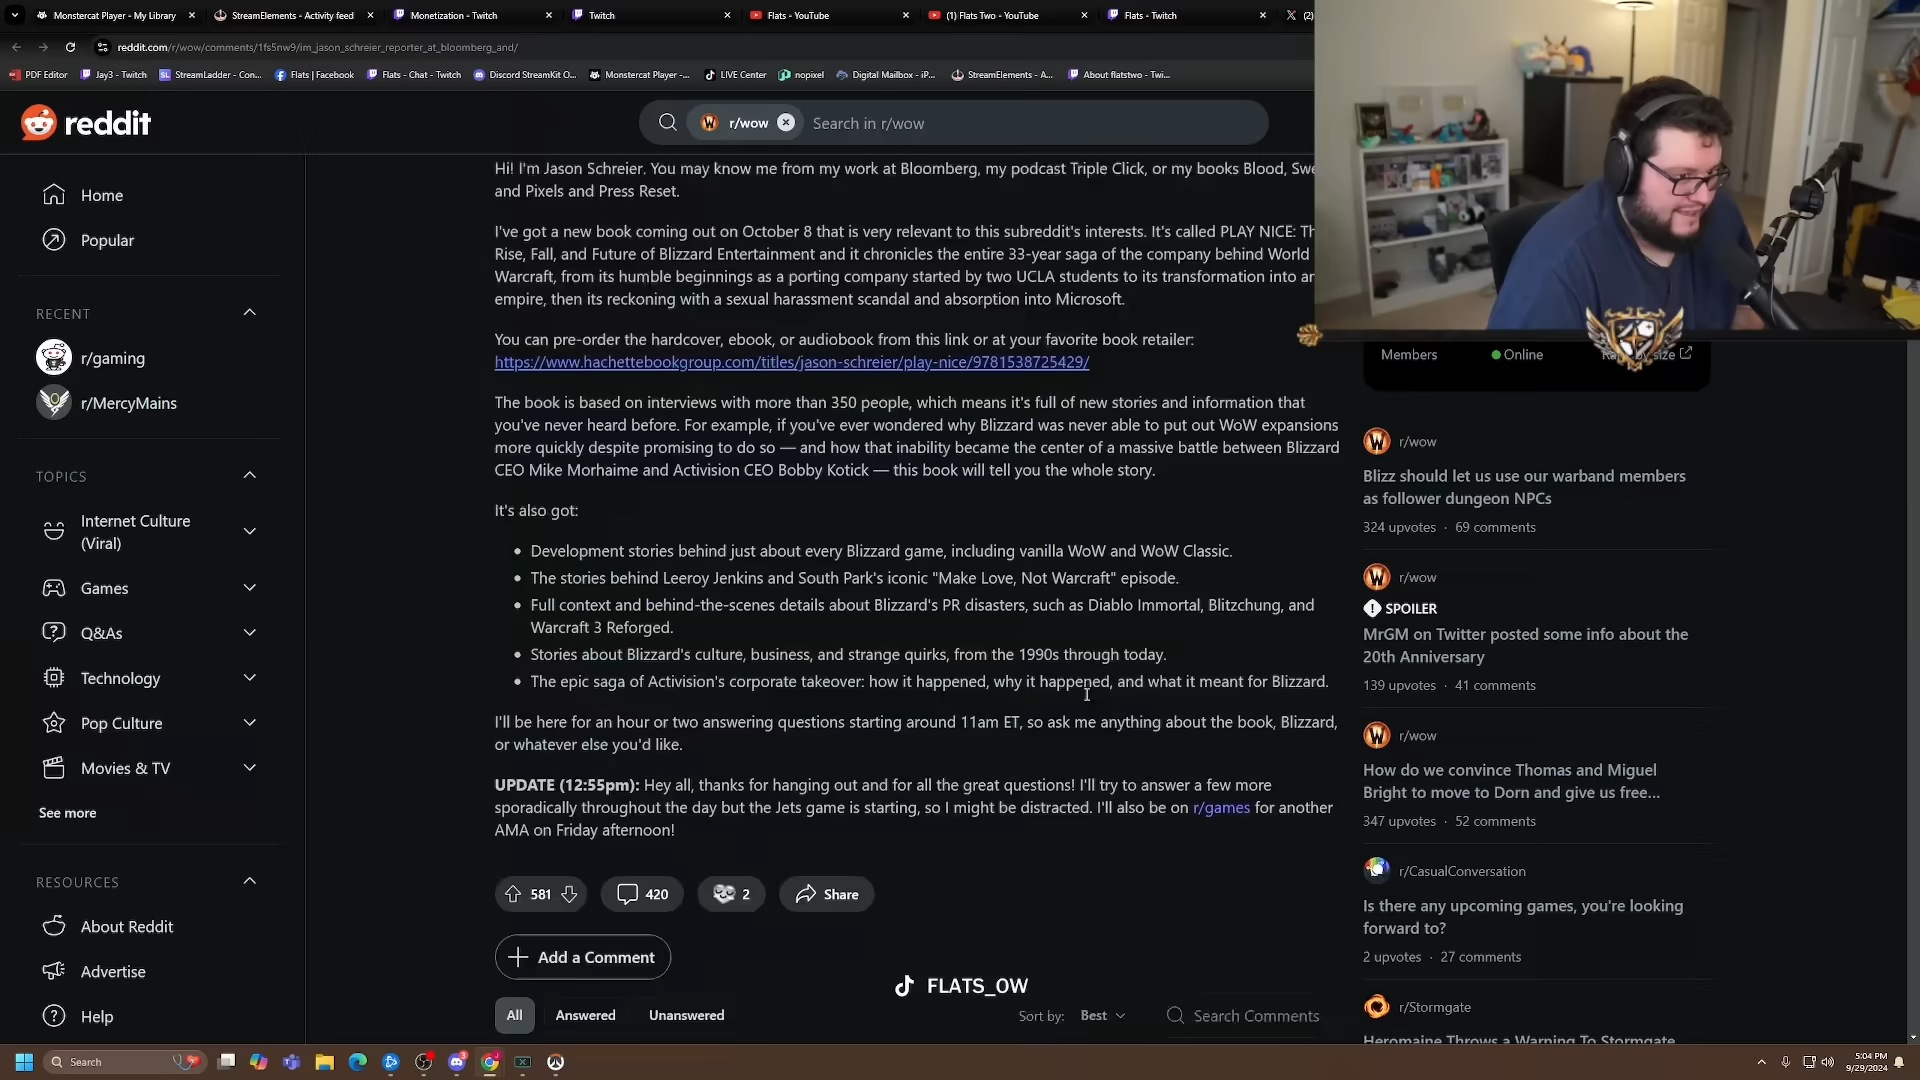 Monstercat Player - My Library
StreamElements - Activity feed
Monetization - Twitch
Twitch
Flats - YouTube
(1) Flats Two - YouTube
Flats - Twitch
(2)
reddit.com/r/wow/comments/1fs5nw9/im_jason_schreier_reporter_at_bloomberg_and/
PDF Editor
Jay3 - Twitch
StreamLadder - Con...
Flats | Facebook
Flats - Chat - Twitch
Discord StreamKit O...
Monstercat Player -...
LIVE Center
nopixel
Digital Mailbox - iP...
StreamElements - A...
About flatstwo - Twi...
reddit
r/wow
Search in r/wow
Home
Popular
RECENT
r/gaming
r/MercyMains
TOPICS
Internet Culture
(Viral)
Games
Q&As
Technology
Pop Culture
Movies & TV
See more
RESOURCES
About Reddit
Advertise
Help
Hi! I'm Jason Schreier. You may know me from my work at Bloomberg, my podcast Triple Click, or my books Blood,
and Pixels and Press Reset.
I've got a new book coming out on October 8 that is very relevant to this subreddit's interests. It's called PLAY NICE:
Rise, Fall, and Future of Blizzard Entertainment and it chronicles the entire 33-year saga of the company behind World
Warcraft, from its humble beginnings as a porting company started by two UCLA students to its transformation into
empire, then its reckoning with a sexual harassment scandal and absorption into Microsoft.
You can pre-order the hardcover, ebook, or audiobook from this link or at your favorite book retailer:
https://www.hachettebookgroup.com/titles/jason-schreier/play-nice/9781538725429/
The book is based on interviews with more than 350 people, which means it's full of new stories and information that
you've never heard before. For example, if you've ever wondered why Blizzard was never able to put out WoW expansions
more quickly despite promising to do so — and how that inability became the center of a massive battle between Blizzard
CEO Mike Morhaime and Activision CEO Bobby Kotick — this book will tell you the whole story.
It's also got:
• Development stories behind just about every Blizzard game, including vanilla WoW and WoW Classic.
• The stories behind Leeroy Jenkins and South Park's iconic "Make Love, Not Warcraft" episode.
• Full context and behind-the-scenes details about Blizzard's PR disasters, such as Diablo Immortal, Blitzchung, and
Warcraft 3 Reforged.
• Stories about Blizzard's culture, business, and strange quirks, from the 1990s through today.
• The epic saga of Activision's corporate takeover: how it happened, why it happened, and what it meant for Blizzard.
I'll be here for an hour or two answering questions starting around 11am ET, so ask me anything about the book, Blizzard,
or whatever else you'd like.
UPDATE (12:55pm): Hey all, thanks for hanging out and for all the great questions! I'll try to answer a few more
sporadically throughout the day but the Jets game is starting, so I might be distracted. I'll also be on r/games for another
AMA on Friday afternoon!
581
420
2
Share
Add a Comment
FLATS_OW
All
Answered
Unanswered
Sort by:
Best
Search Comments
Members
Online
size
r/wow
Blizz should let us use our warband members
as follower dungeon NPCs
324 upvotes · 69 comments
r/wow
SPOILER
MrGM on Twitter posted some info about the
20th Anniversary
139 upvotes · 41 comments
r/wow
How do we convince Thomas and Miguel
Bright to move to Dorn and give us free...
347 upvotes · 52 comments
r/CasualConversation
Is there any upcoming games, you're looking
forward to?
2 upvotes · 27 comments
r/Stormgate
Heromaine Throws a Warning To Stormgate
Search
5:04 PM
9/29/2024